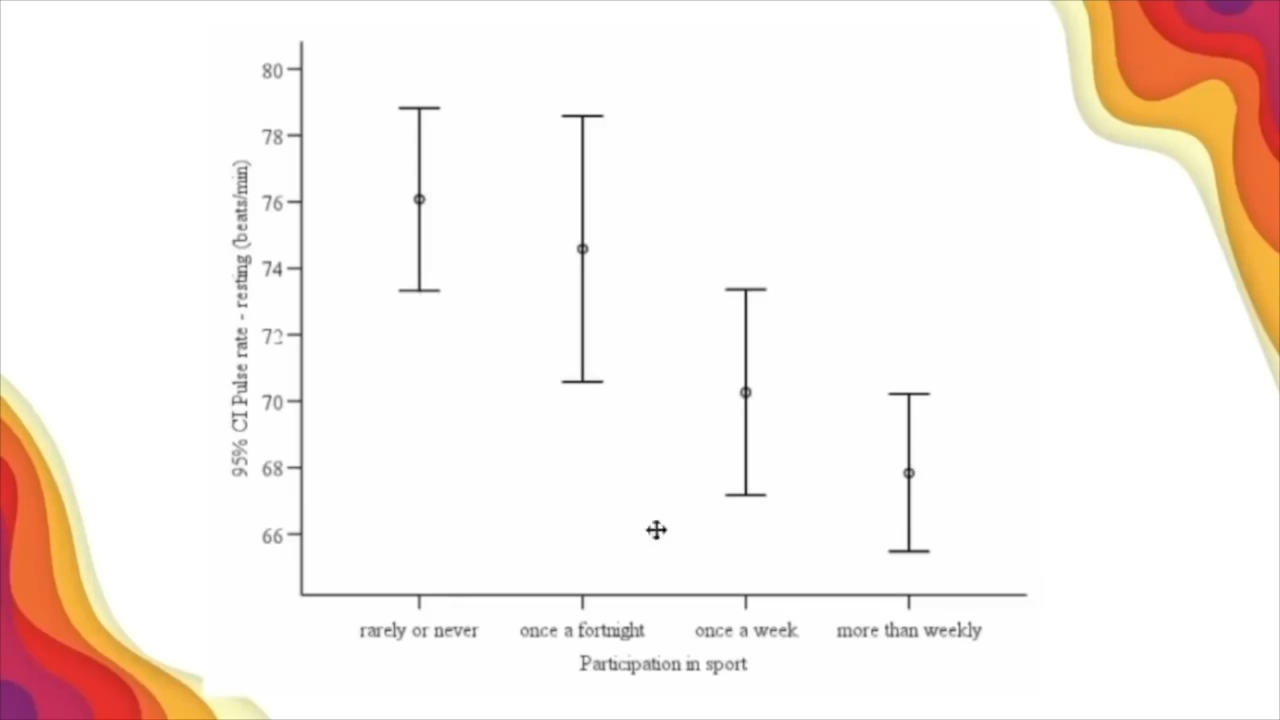 80
78
76
74
72
70
68
66
95% CI Pulse rate - resting (beats/min)
rarely or never
once a fortnight
once a week
more than weekly
Participation in sport